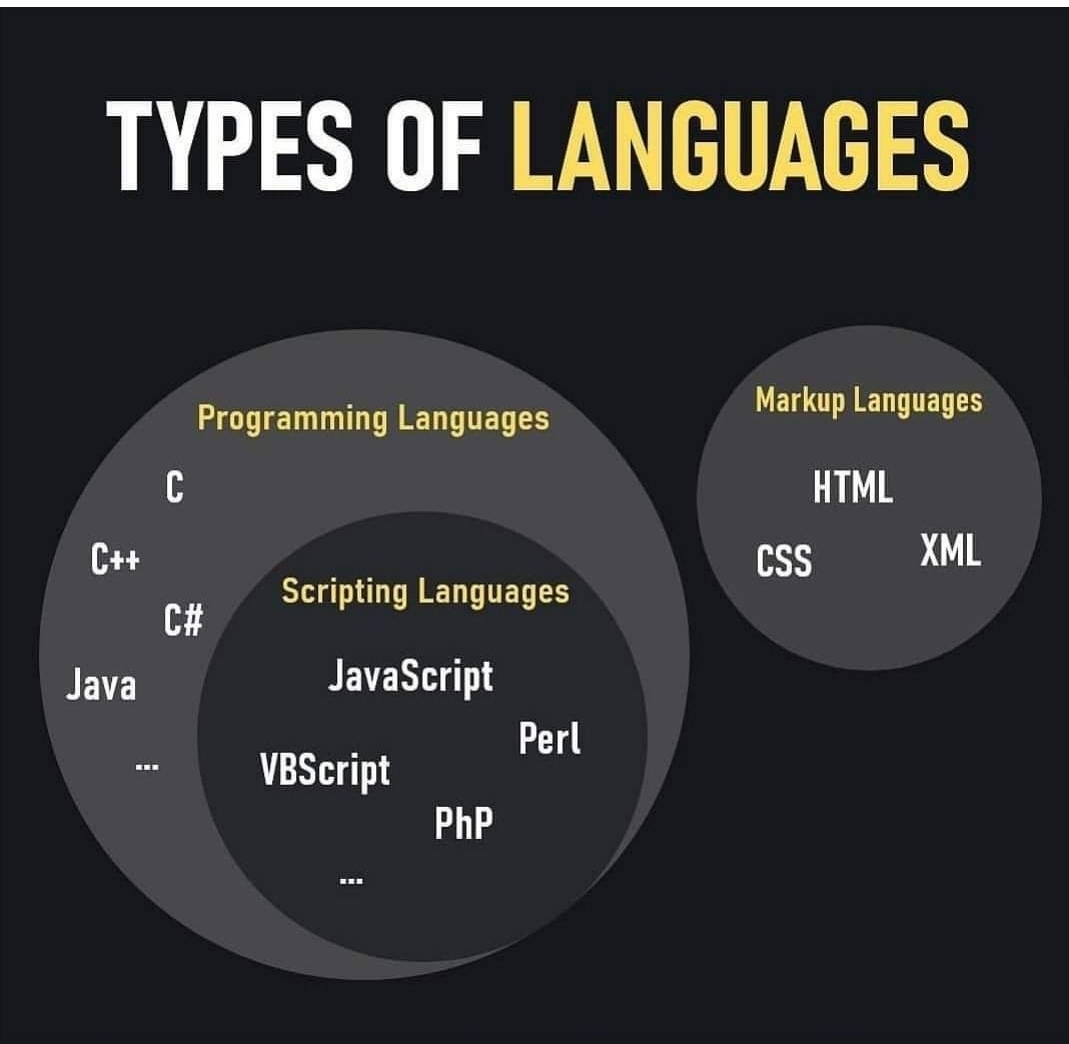 TYPES OF LANGUAGES
Programming Languages
C
C++
C#
Java
...
Scripting Languages
JavaScript
Perl
VBScript
PhP
...
Markup Languages
HTML
XML
CSS